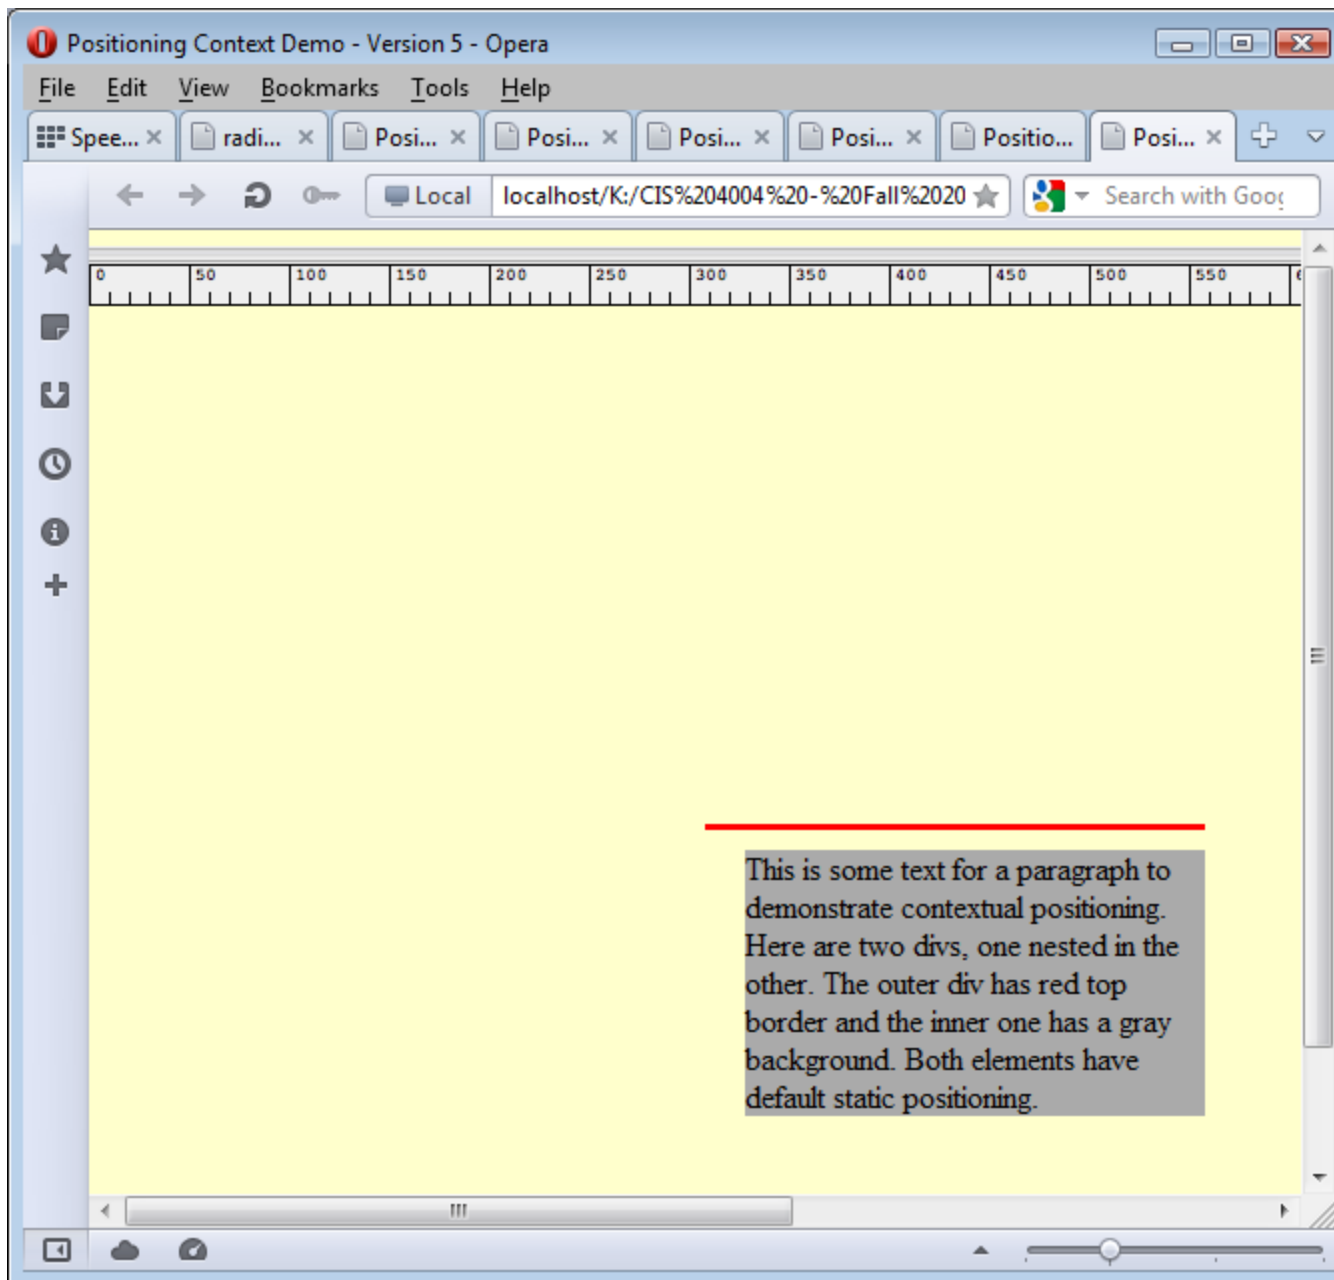 Positioning Context Demo - Version 5 - Opera
File Edit View Bookmarks Tools Help
Spee... radi... Posi... Posi... Posi... Posi... Positio... Posi...
Local localhost/K:/CIS%204004%20-%20Fall%2020 Search with Goog
0 50 100 150 200 250 300 350 400 450 500 550 6
This is some text for a paragraph to
demonstrate contextual positioning.
Here are two divs, one nested in the
other. The outer div has red top
border and the inner one has a gray
background. Both elements have
default static positioning.